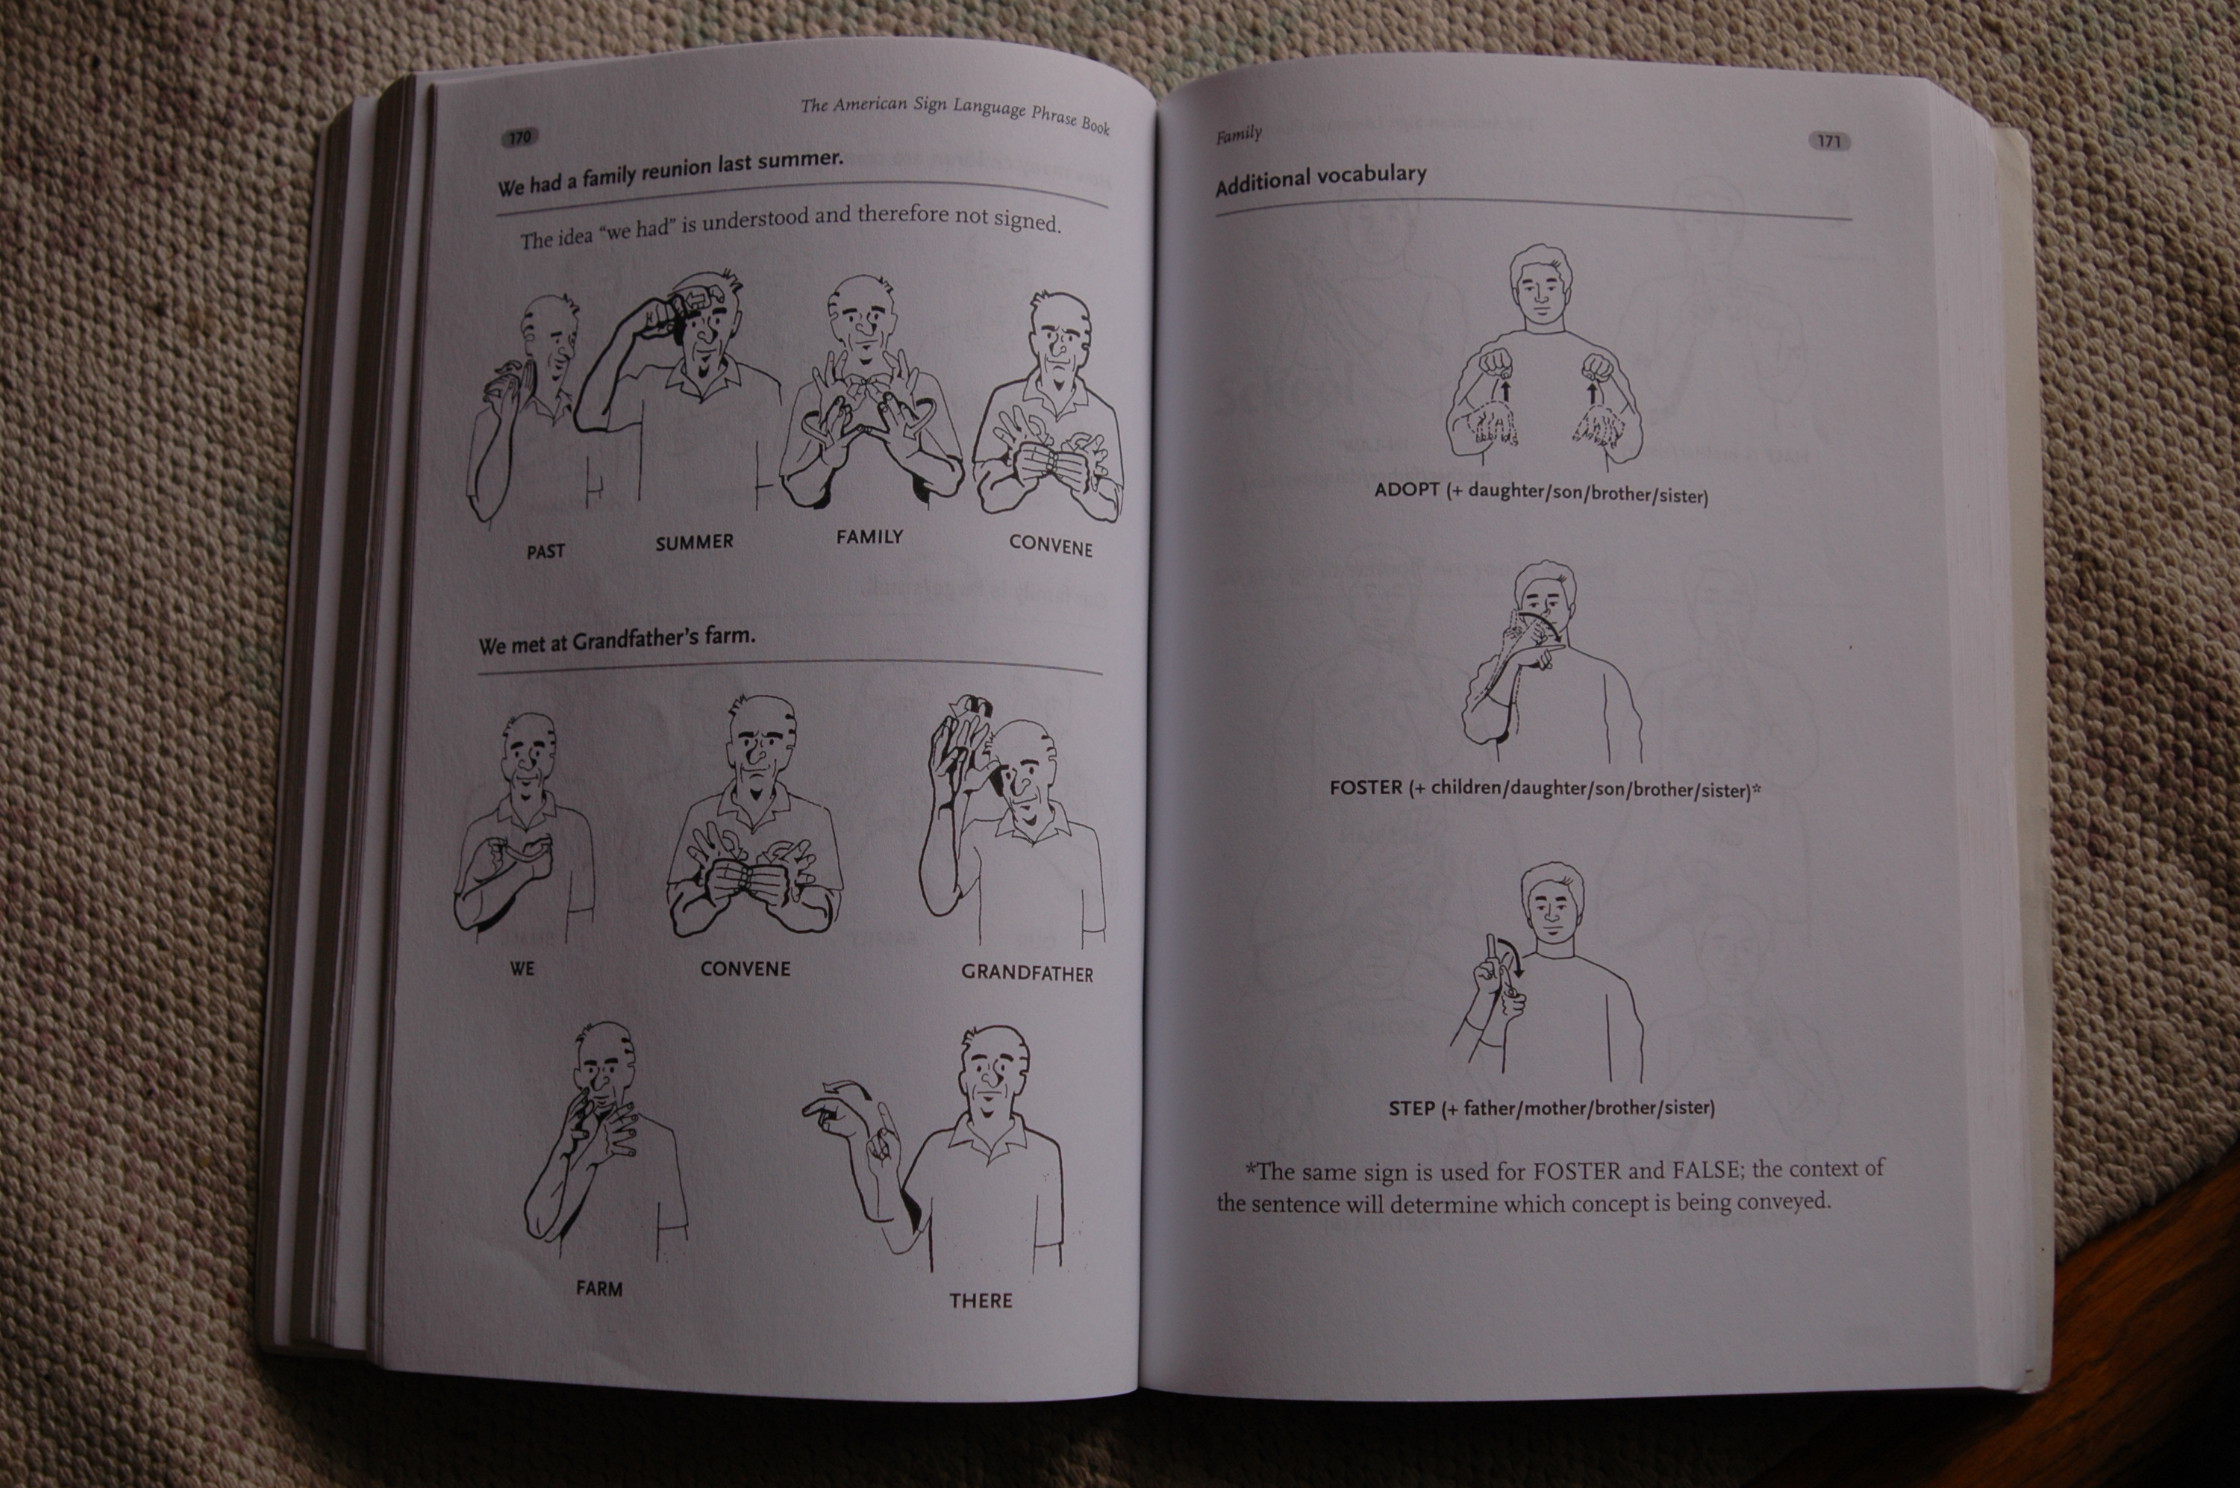 170
The American Sign Language Phrase Book
We had a family reunion last summer.
The idea “we had” is understood and therefore not signed.
PAST
SUMMER
FAMILY
CONVENE
We met at Grandfather’s farm.
WE
CONVENE
GRANDFATHER
FARM
THERE
Family
171
Additional vocabulary
ADOPT (+ daughter/son/brother/sister)
FOSTER (+ children/daughter/son/brother/sister)*
STEP (+ father/mother/brother/sister)
*The same sign is used for FOSTER and FALSE; the context of
the sentence will determine which concept is being conveyed.